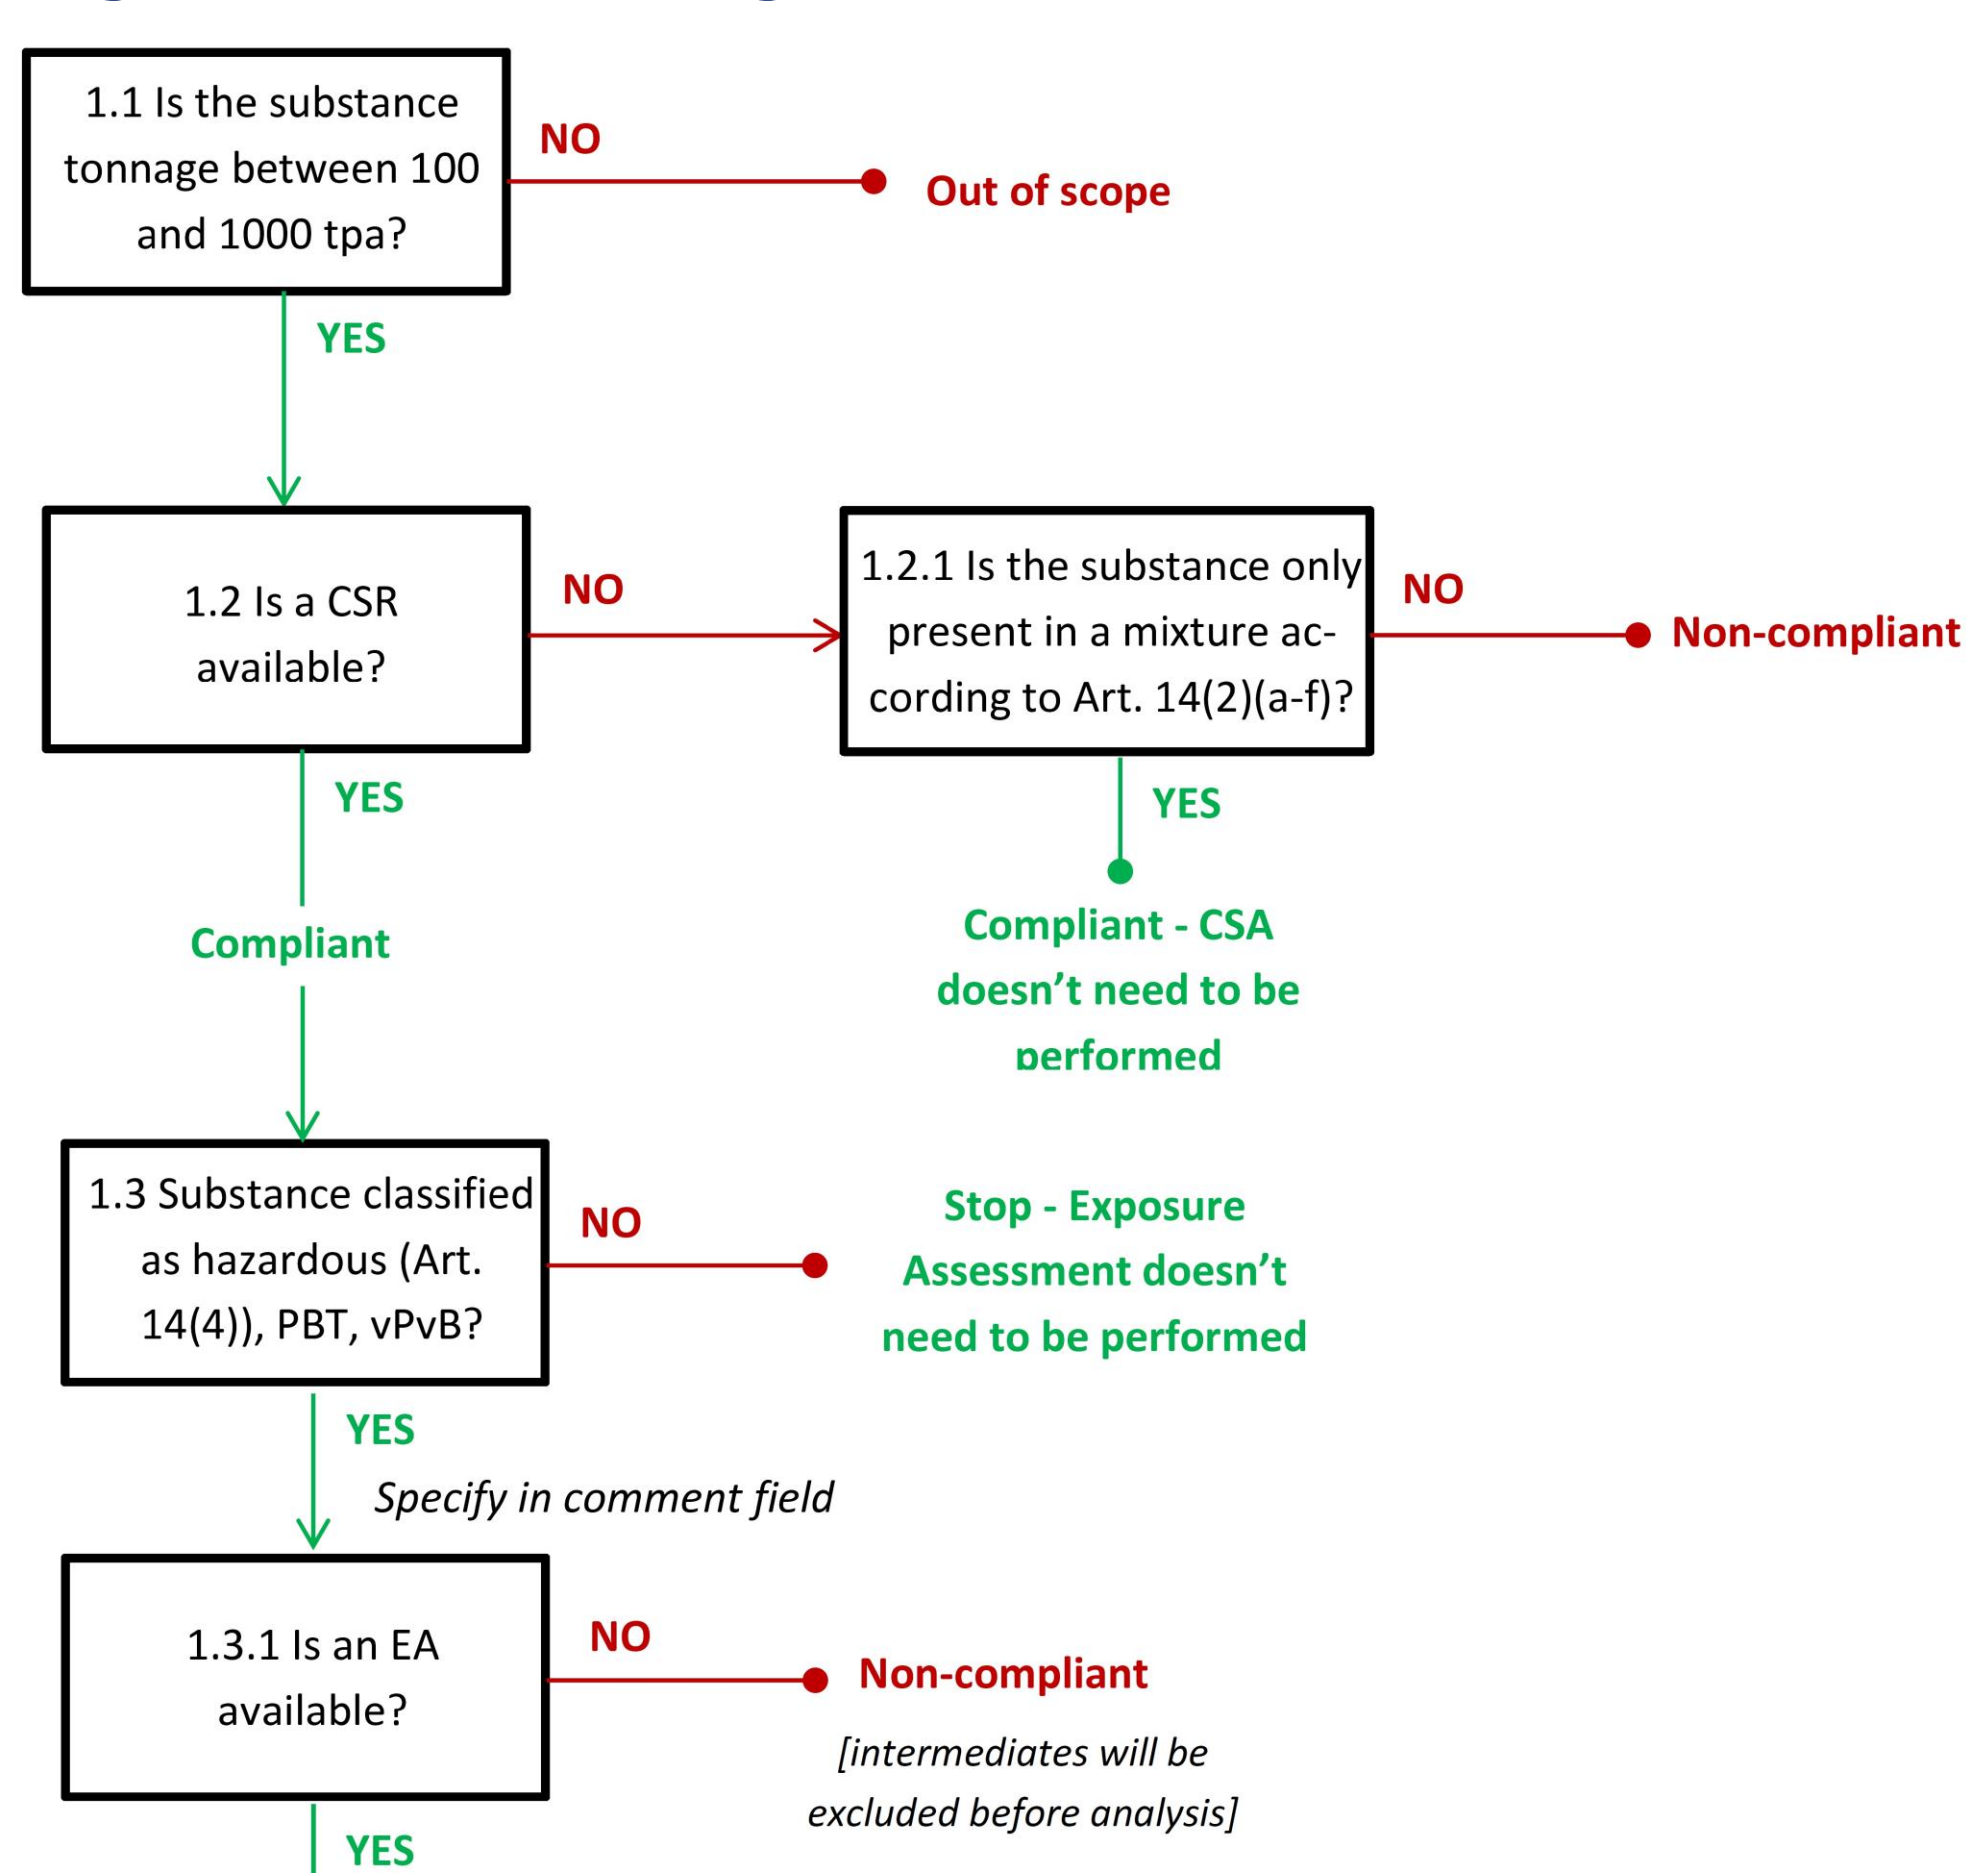 1.1 Is the substance
tonnage between 100
and 1000 tpa?
NO
Out of scope
YES
1.2 Is a CSR
available?
NO
1.2.1 Is the substance only
present in a mixture ac-
cording to Art. 14(2)(a-f)?
NO
Non-compliant
YES
Compliant
YES
Compliant - CSA
doesn’t need to be
performed
1.3 Substance classified
as hazardous (Art.
14(4)), PBT, vPvB?
NO
Stop - Exposure
Assessment doesn’t
need to be performed
YES
Specify in comment field
1.3.1 Is an EA
available?
NO
Non-compliant
[intermediates will be
excluded before analysis]
YES